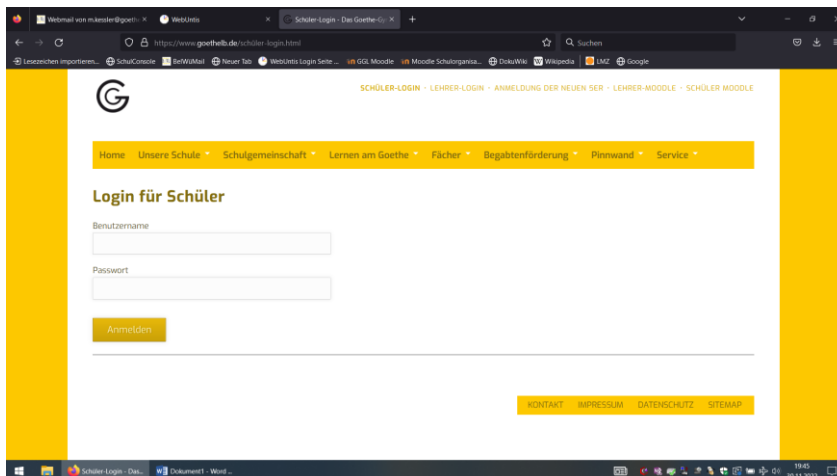 Webmail von m.kessler@goeth
WebUntis
Schüler-Login - Das Goethe-Gy
https://www.goethelb.de/schüler-login.html
Suchen
Lesezeichen importieren...
SchulConsole
BelWüMail
Neuer Tab
WebUntis Login Seite ...
GGL Moodle
Moodle Schulorganisa...
DokuWiki
Wikipedia
LMZ
Google
SCHÜLER-LOGIN - LEHRER-LOGIN - ANMELDUNG DER NEUEN 5ER - LEHRER-MOODLE - SCHÜLER MOODLE
Home Unsere Schule Schulgemeinschaft Lernen am Goethe Fächer Begabtenförderung Pinnwand Service
Login für Schüler
Benutzername
Passwort
Anmelden
KONTAKT IMPRESSUM DATENSCHUTZ SITEMAP
Schüler-Login - Das...
Dokument1 - Word ...
19:45